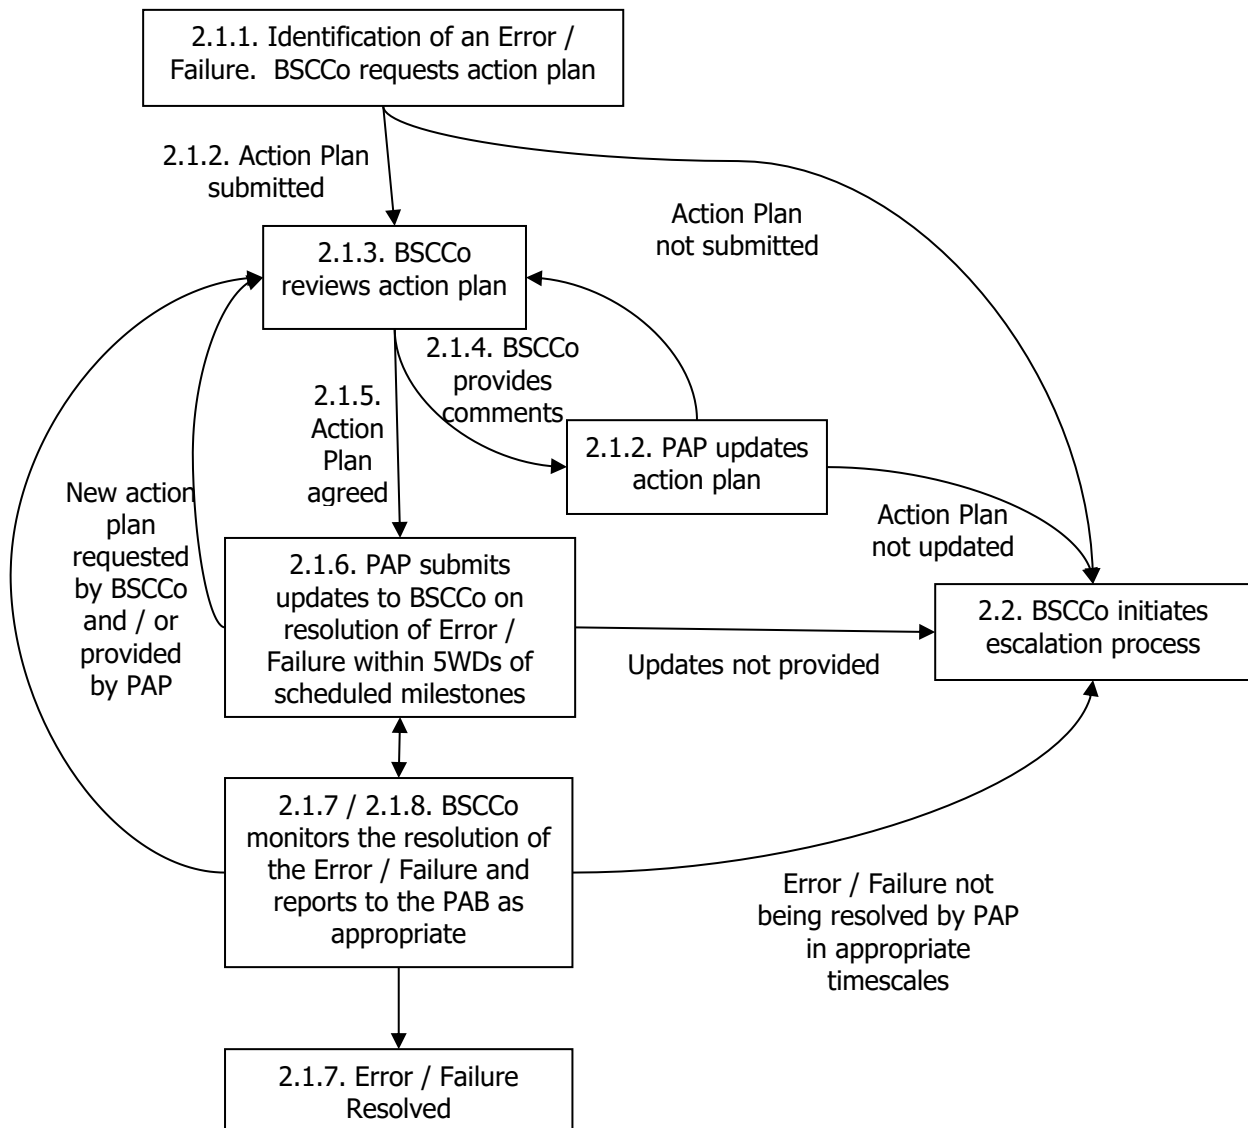 2.1.1. Identification of an Error /
Failure.  BSCCo requests action plan
2.1.2. Action Plan
submitted
Action Plan
not submitted
2.1.3. BSCCo
reviews action plan
2.1.4. BSCCo
provides
comments
2.1.5.
Action
Plan
agreed
2.1.2. PAP updates
action plan
Action Plan
not updated
New action
plan
requested
by BSCCo
and / or
provided
by PAP
2.1.6. PAP submits
updates to BSCCo on
resolution of Error /
Failure within 5WDs of
scheduled milestones
Updates not provided
2.2. BSCCo initiates
escalation process
2.1.7 / 2.1.8. BSCCo
monitors the resolution of
the Error / Failure and
reports to the PAB as
appropriate
Error / Failure not
being resolved by PAP
in appropriate
timescales
2.1.7. Error / Failure
Resolved